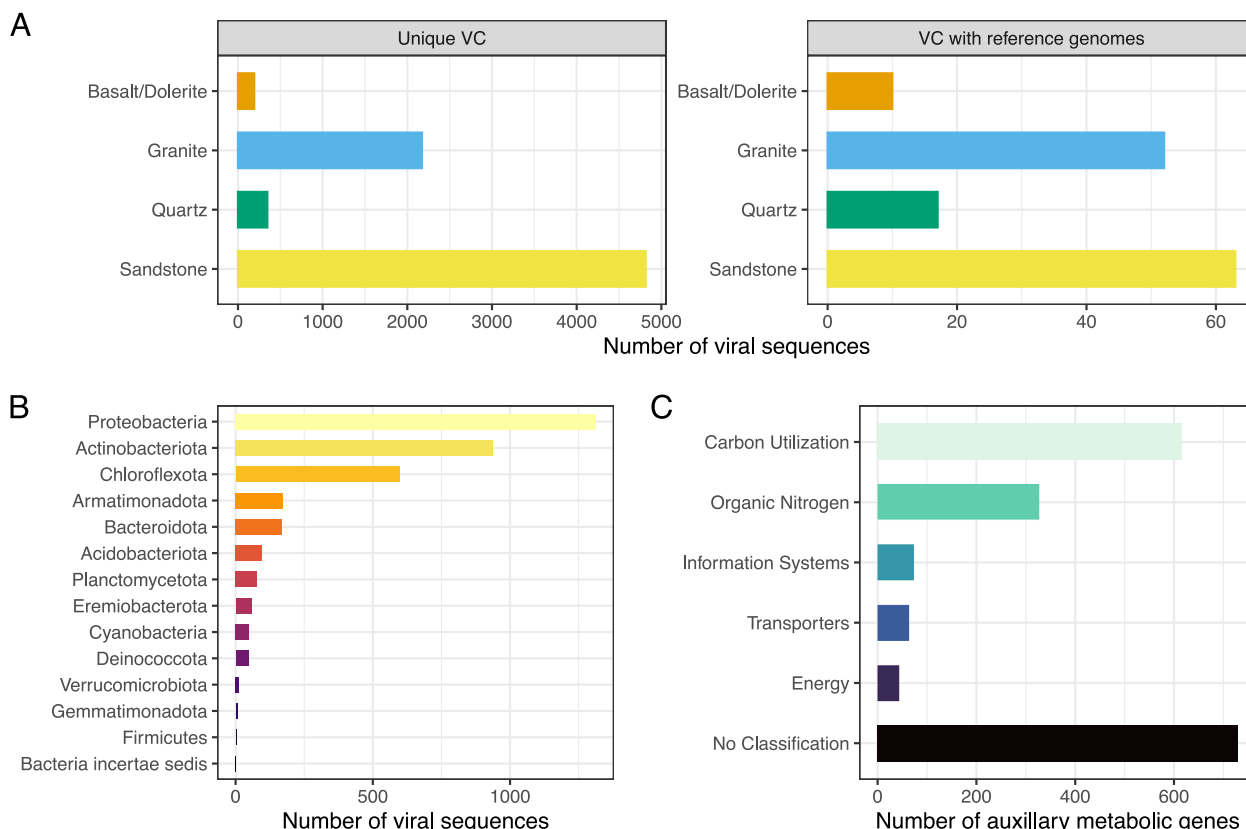 A
Unique VC
VC with reference genomes
Basalt/Dolerite
Granite
Quartz
Sandstone
0 1000 2000 3000 4000 5000
Basalt/Dolerite
Granite
Quartz
Sandstone
0 20 40 60
Number of viral sequences
B
Proteobacteria
Actinobacteriota
Chloroflexota
Armatimonadota
Bacteroidota
Acidobacteriota
Planctomycetota
Eremiobacterota
Cyanobacteria
Deinococcota
Verrucomicrobiota
Gemmatimonadota
Firmicutes
Bacteria incertae sedis
0 500 1000
Number of viral sequences
C
Carbon Utilization
Organic Nitrogen
Information Systems
Transporters
Energy
No Classification
0 200 400 600
Number of auxillary metabolic genes